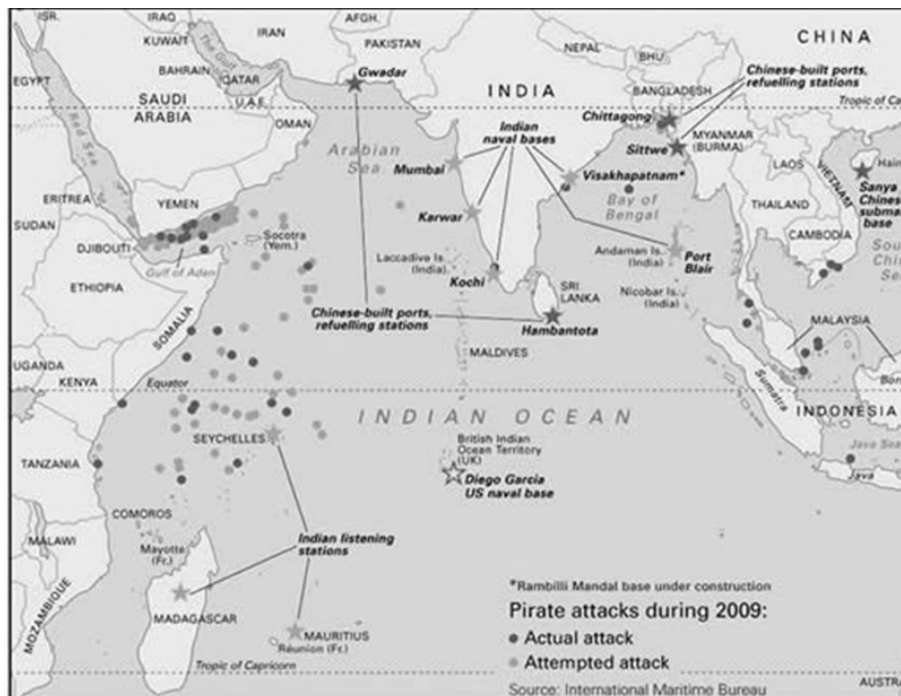 ISR.
IRAQ
IRAN
AFGH.
KUWAIT
PAKISTAN
NEPAL
BHU
CHINA
The Gulf
BAHRAIN
QATAR
EGYPT
U.A.E.
SAUDI
ARABIA
Gwadar
INDIA
BANGLADESH
Chinese-built ports,
refuelling stations
Tropic of Ca
Red Sea
OMAN
Arabian
Sea
Indian
naval bases
Chittagong
Sittwe
MYANMAR
(BURMA)
Hain
Mumbai
Visakhapatnam*
LAOS
VIETNAM
Sanya
Chinese
subma
base
ERITREA
YEMEN
Bay of
Bengal
THAILAND
SUDAN
Karwar
DJIBOUTI
Socotra
(Yem.)
CAMBODIA
Gulf of Aden
Laccadive Is.
(India)
Andaman Is.
(India)
Port
Blair
Sou
Chi
Se
ETHIOPIA
Kochi
SRI
LANKA
Nicobar Is.
(India)
SOMALIA
Chinese-built ports,
refuelling stations
Hambantota
MALAYSIA
MALDIVES
UGANDA
KENYA
Equator
Sumatra
Bor
INDIAN OCEAN
INDONESIA
SEYCHELLES
British Indian
Ocean Territory
(UK)
Java Sea
TANZANIA
Diego Garcia
US naval base
Java
COMOROS
MALAWI
Mayotte
(Fr.)
Indian listening
stations
MOZAMBIQUE
*Rambilli Mandal base under construction
Pirate attacks during 2009:
MADAGASCAR
MAURITIUS
Réunion (Fr.)
Actual attack
Tropic of Capricorn
Attempted attack
AUSTRA
Source: International Maritime Bureau